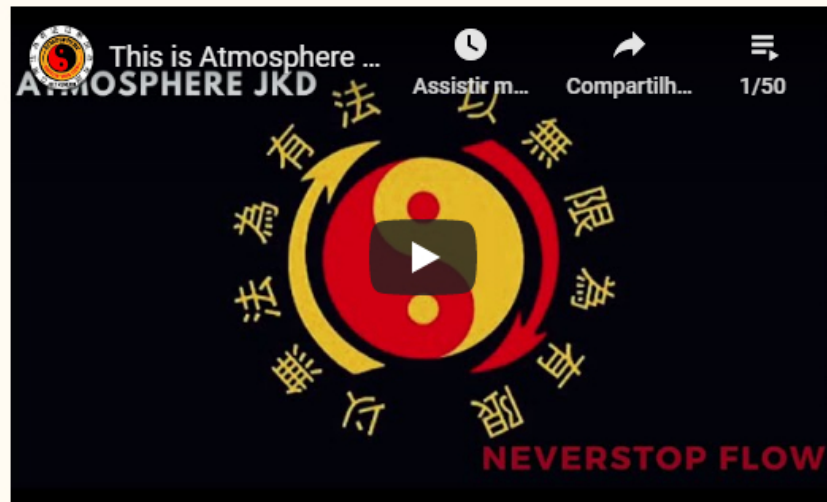 This is Atmosphere ...
Assistir m...
Compartilh...
1/50
ATMOSPHERE JKD
以無法為有法
以無限為有限
NEVERSTOP FLOW